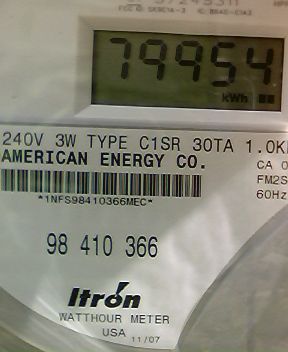 79954
kWh
240V 3W TYPE C1SR 30TA 1.0K
AMERICAN ENERGY CO.
CA
*1NFS98410366MEC*
FM2S
60Hz
98 410 366
Itrón
WATTHOUR METER
USA 11/07